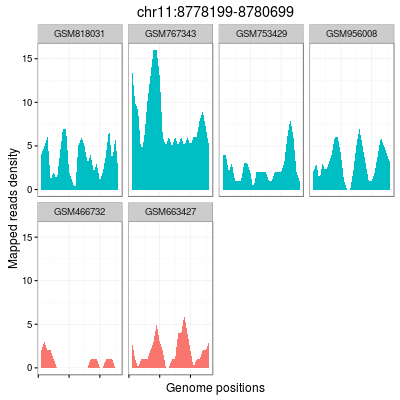 chr11:8778199-8780699
GSM818031 GSM767343 GSM753429 GSM956008
15
10
5
0
Mapped reads density
GSM466732 GSM663427
15
10
5
0
Genome positions